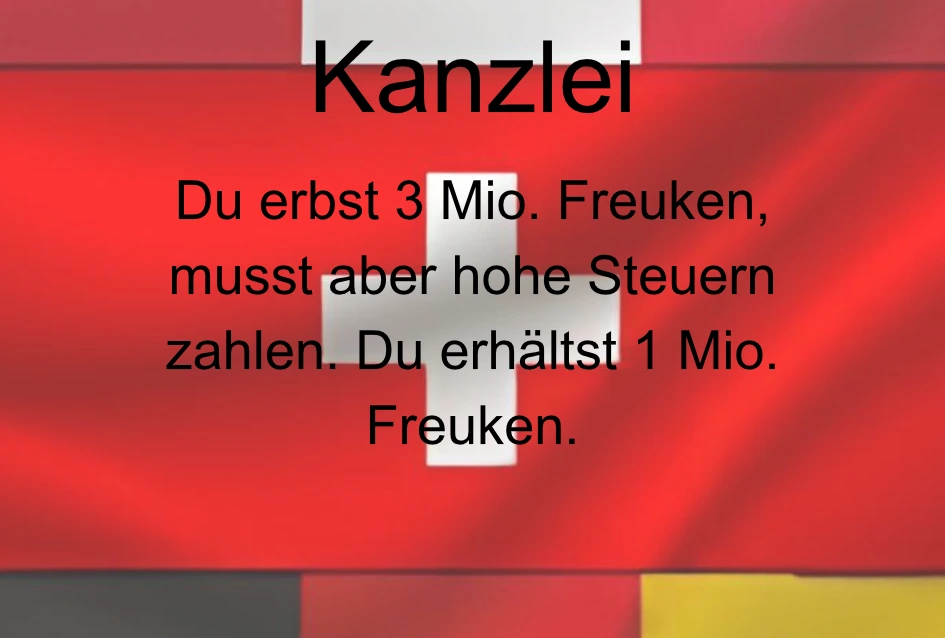 Kanzlei
Du erbst 3 Mio. Freuken,
musst aber hohe Steuern
zahlen. Du erhältst 1 Mio.
Freuken.